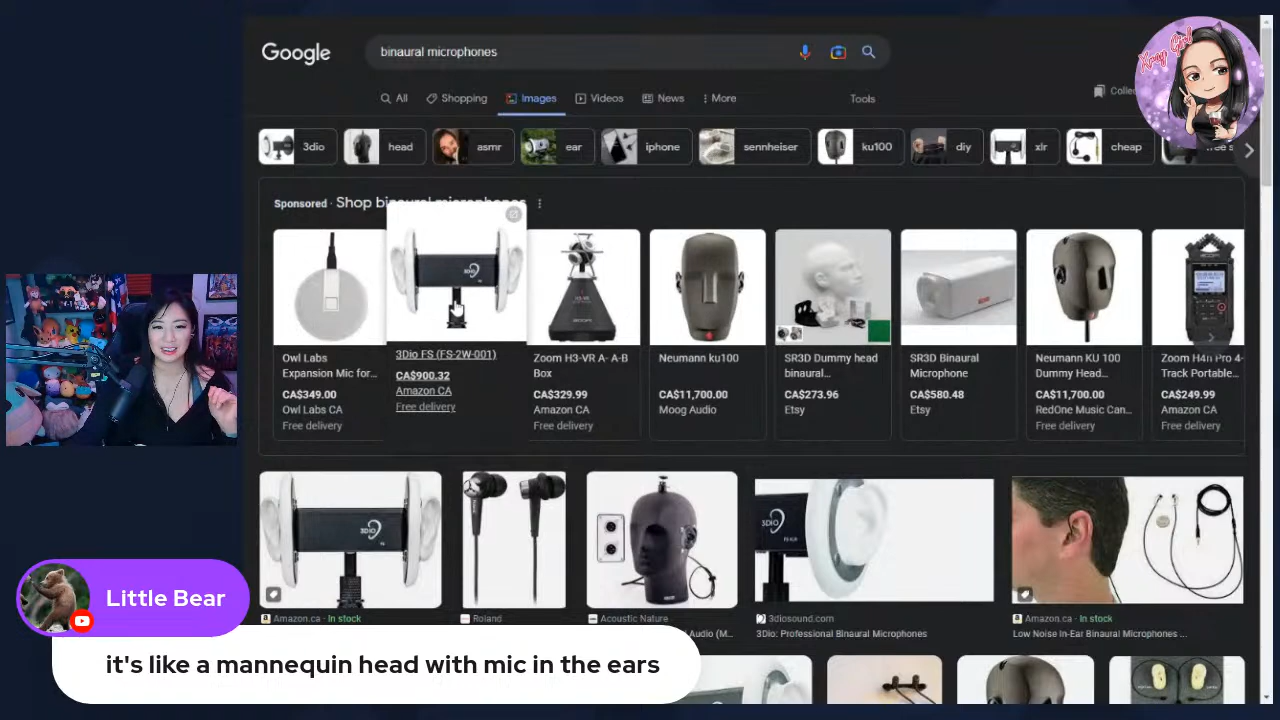 Google
binaural microphones
All
Shopping
Images
Videos
News
More
Tools
Collec
Kpop Girl
3dio
head
asmr
ear
iphone
sennheiser
ku100
diy
xlr
cheap
free s
Sponsored · Shop binaural microphones
Owl Labs
Expansion Mic for...
CA$349.00
Owl Labs CA
Free delivery
3Dio FS (FS-2W-001)
CA$900.32
Amazon CA
Free delivery
Zoom H3-VR A- A-B
Box
CA$329.99
Amazon CA
Free delivery
Neumann ku100
CA$11,700.00
Moog Audio
SR3D Dummy head
binaural...
CA$273.96
Etsy
SR3D Binaural
Microphone
CA$580.48
Etsy
Neumann KU 100
Dummy Head...
CA$11,700.00
RedOne Music Can...
Free delivery
Zoom H4n Pro 4-
Track Portable...
CA$249.99
Amazon CA
Free delivery
3DIO
Amazon.ca · In stock
Roland
Acoustic Nature
Audio (M...
3diosound.com
3Dio: Professional Binaural Microphones
Amazon.ca · In stock
Low Noise In-Ear Binaural Microphones ...
Little Bear
it's like a mannequin head with mic in the ears